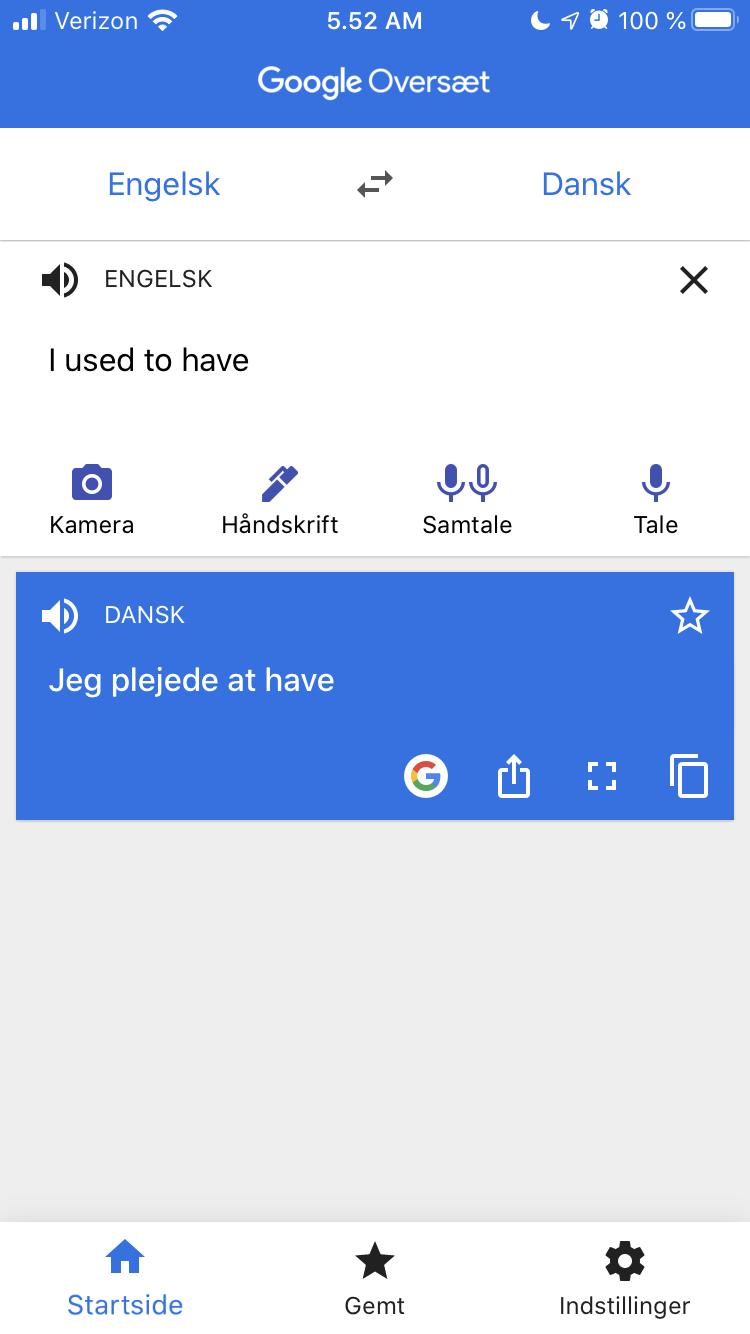 Verizon 5.52 AM 100 %
Google Oversæt
Engelsk Dansk
ENGELSK
I used to have
Kamera Håndskrift Samtale Tale
DANSK
Jeg plejede at have
Startside Gemt Indstillinger